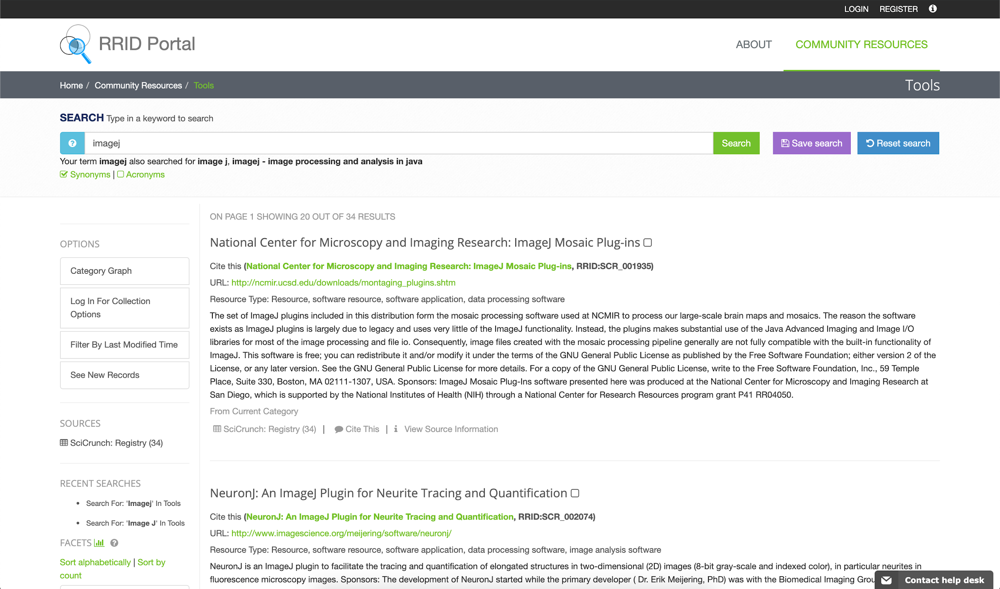 LOGIN REGISTER
RRID Portal
ABOUT COMMUNITY RESOURCES
Home / Community Resources / Tools
Tools
SEARCH Type in a keyword to search
imagej
Search
Save search
Reset search
Your term imagej also searched for image j, imagej - image processing and analysis in java
Synonyms | Acronyms
OPTIONS
Category Graph
Log In For Collection
Options
Filter By Last Modified Time
See New Records
SOURCES
SciCrunch: Registry (34)
RECENT SEARCHES
Search For: 'Imagej' In Tools
Search For: 'Image J' In Tools
FACETS
Sort alphabetically | Sort by
count
ON PAGE 1 SHOWING 20 OUT OF 34 RESULTS
National Center for Microscopy and Imaging Research: ImageJ Mosaic Plug-ins
Cite this (National Center for Microscopy and Imaging Research: ImageJ Mosaic Plug-ins, RRID:SCR_001935)
URL: http://ncmir.ucsd.edu/downloads/montaging_plugins.shtm
Resource Type: Resource, software resource, software application, data processing software
The set of ImageJ plugins included in this distribution form the mosaic processing software used at NCMIR to process our large-scale brain maps and mosaics. The reason the software
exists as ImageJ plugins is largely due to legacy and uses very little of the ImageJ functionality. Instead, the plugins makes substantial use of the Java Advanced Imaging and Image I/O
libraries for most of the image processing and file io. Consequently, image files created with the mosaic processing pipeline generally are not fully compatible with the built-in functionality of
ImageJ. This software is free; you can redistribute it and/or modify it under the terms of the GNU General Public License as published by the Free Software Foundation; either version 2 of the
License, or any later version. See the GNU General Public License for more details. For a copy of the GNU General Public License, write to the Free Software Foundation, Inc., 59 Temple
Place, Suite 330, Boston, MA 02111-1307, USA. Sponsors: ImageJ Mosaic Plug-Ins software presented here was produced at the National Center for Microscopy and Imaging Research at
San Diego, which is supported by the National Institutes of Health (NIH) through a National Center for Research Resources program grant P41 RR04050.
From Current Category
SciCrunch: Registry (34) | Cite This | View Source Information
NeuronJ: An ImageJ Plugin for Neurite Tracing and Quantification
Cite this (NeuronJ: An ImageJ Plugin for Neurite Tracing and Quantification, RRID:SCR_002074)
URL: http://www.imagescience.org/meijering/software/neuronj/
Resource Type: Resource, software resource, software application, data processing software, image analysis software
NeuronJ is an ImageJ plugin to facilitate the tracing and quantification of elongated structures in two-dimensional (2D) images (8-bit gray-scale and indexed color), in particular neurites in
fluorescence microscopy images. Sponsors: The development of NeuronJ started while the primary developer ( Dr. Erik Meijering, PhD) was with the Biomedical Imaging
Contact help desk